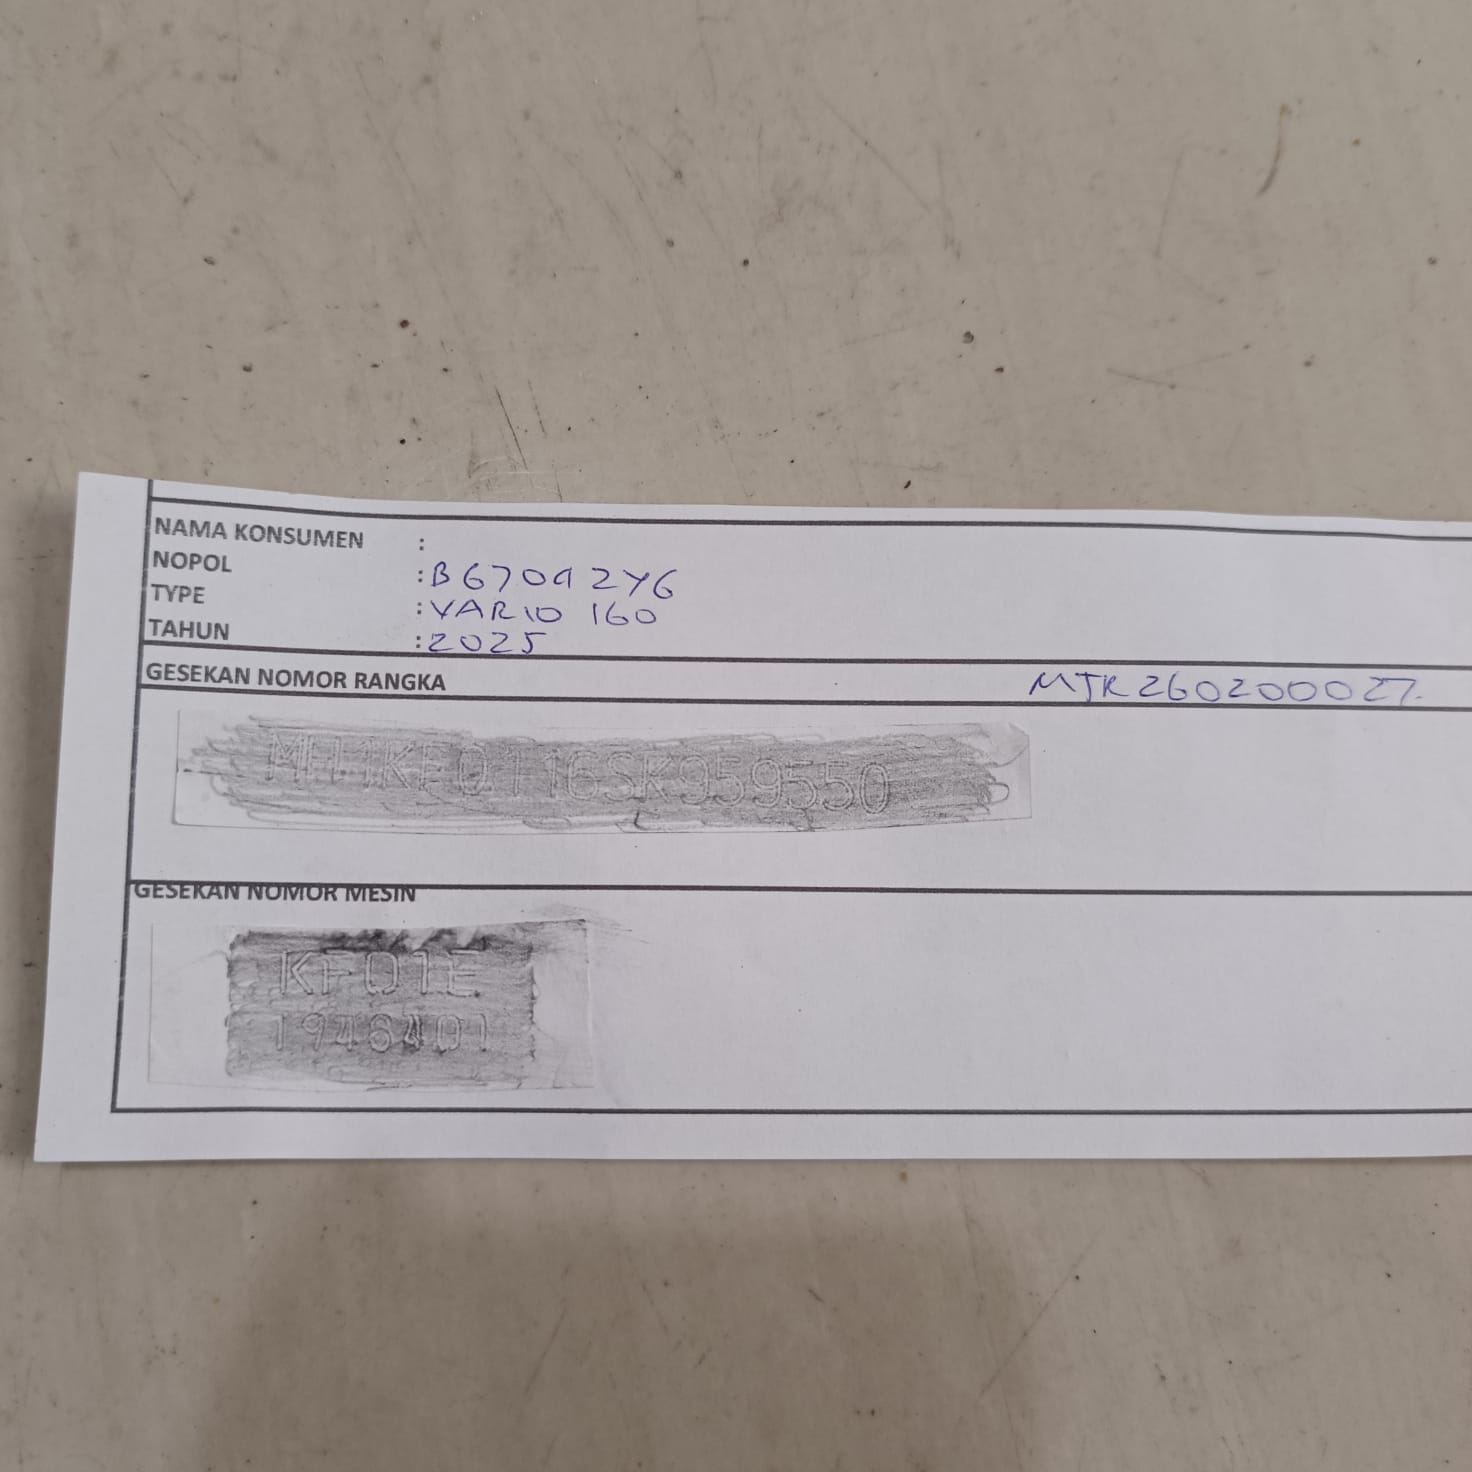 NAMA KONSUMEN :
NOPOL : B 6709 ZYG
TYPE : VARIO 160
TAHUN : 2025
GESEKAN NOMOR RANGKA MJR260200027.
MH1KF0116SK959550
GESEKAN NOMOR MESIN
KF01E
1946401